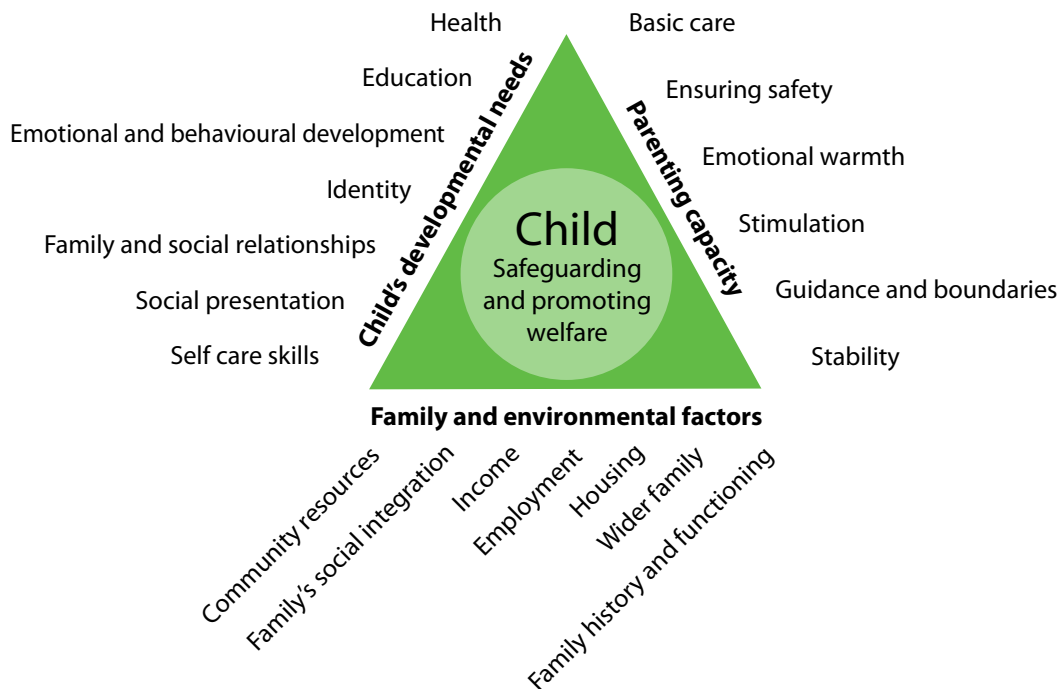 Health
Education
Emotional and behavioural development
Identity
Family and social relationships
Social presentation
Self care skills
Child's developmental needs
Basic care
Ensuring safety
Emotional warmth
Stimulation
Guidance and boundaries
Stability
Parenting capacity
Child
Safeguarding
and promoting
welfare
Family and environmental factors
Community resources
Family's social integration
Income
Employment
Housing
Wider family
Family history and functioning